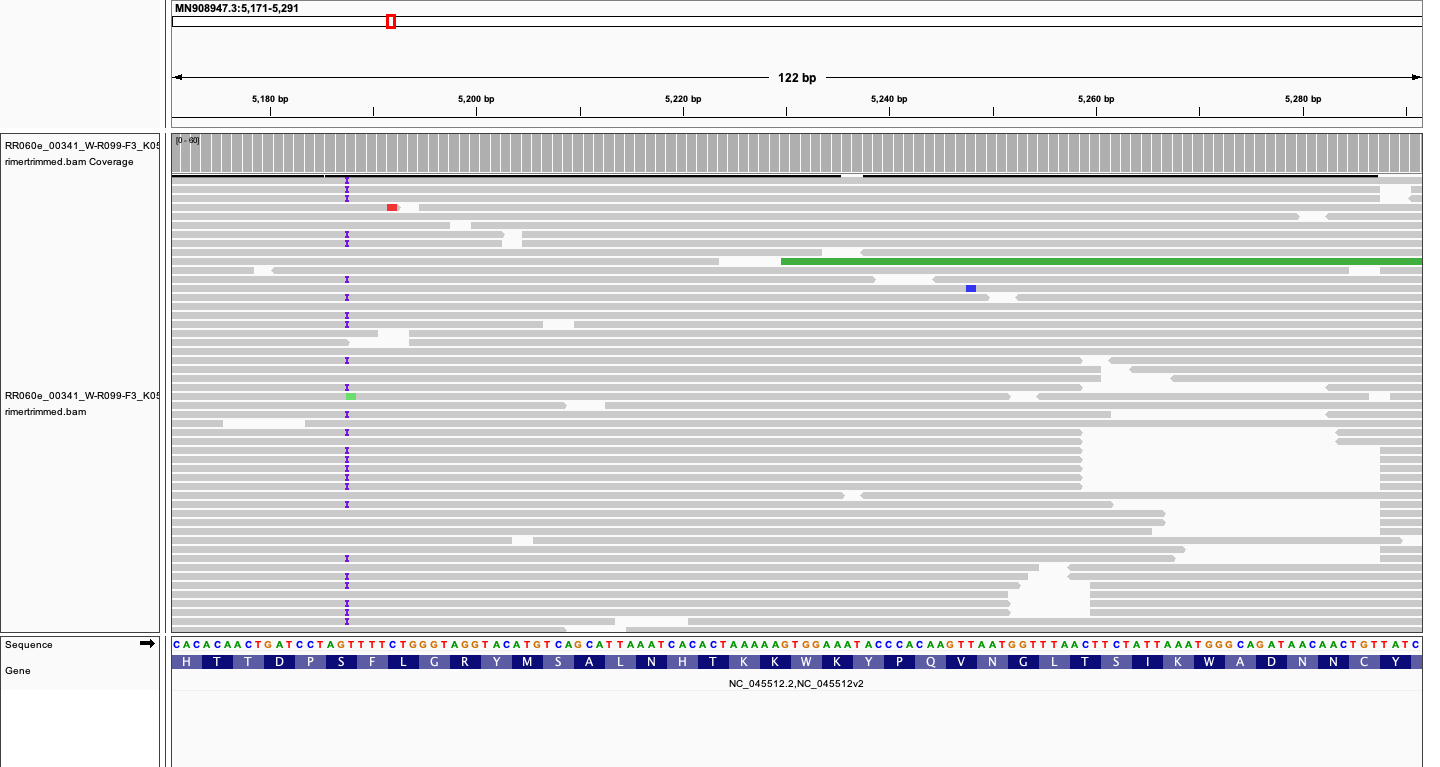 MN908947.3:5,171-5,291
122 bp
5,180 bp 5,200 bp 5,220 bp 5,240 bp 5,260 bp 5,280 bp
RR060e_00341_W-R099-F3_K05
rimertrimmed.bam Coverage
[0 - 60]
RR060e_00341_W-R099-F3_K05
rimertrimmed.bam
Sequence
CACACAACTGATCCTAGTTTTCTGGGTAGGTACATGTCAGCATTAAATCACACTAAAAAGTGGAAATACCCACAAGTTAATGGTTTAACTTCTATTAAATGGGCAGATAACAACTGTTATC
Gene
H T T D P S F L G R Y M S A L N H T K K W K Y P Q V N G L T S I K W A D N N C Y
NC_045512.2,NC_045512v2